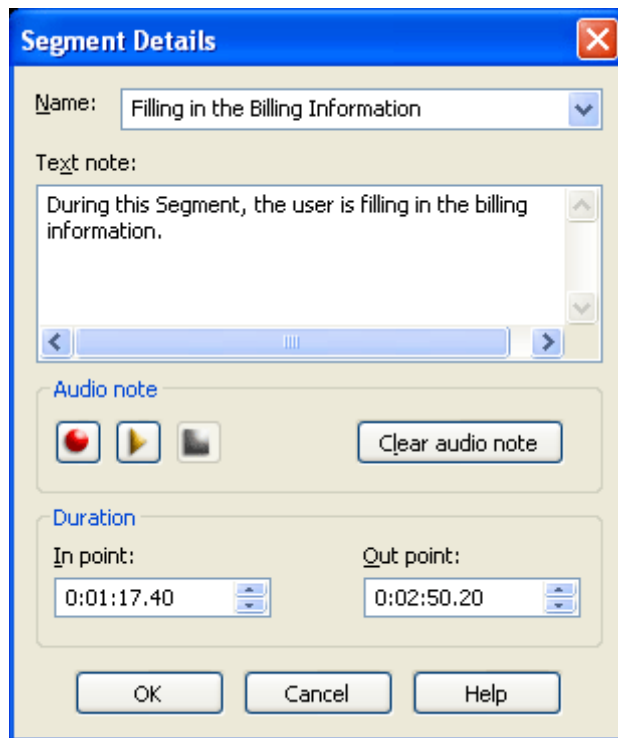 Segment Details
Name: Filling in the Billing Information
Text note:
During this Segment, the user is filling in the billing
information.
Audio note
Clear audio note
Duration
In point: Out point:
0:01:17.40 0:02:50.20
OK Cancel Help